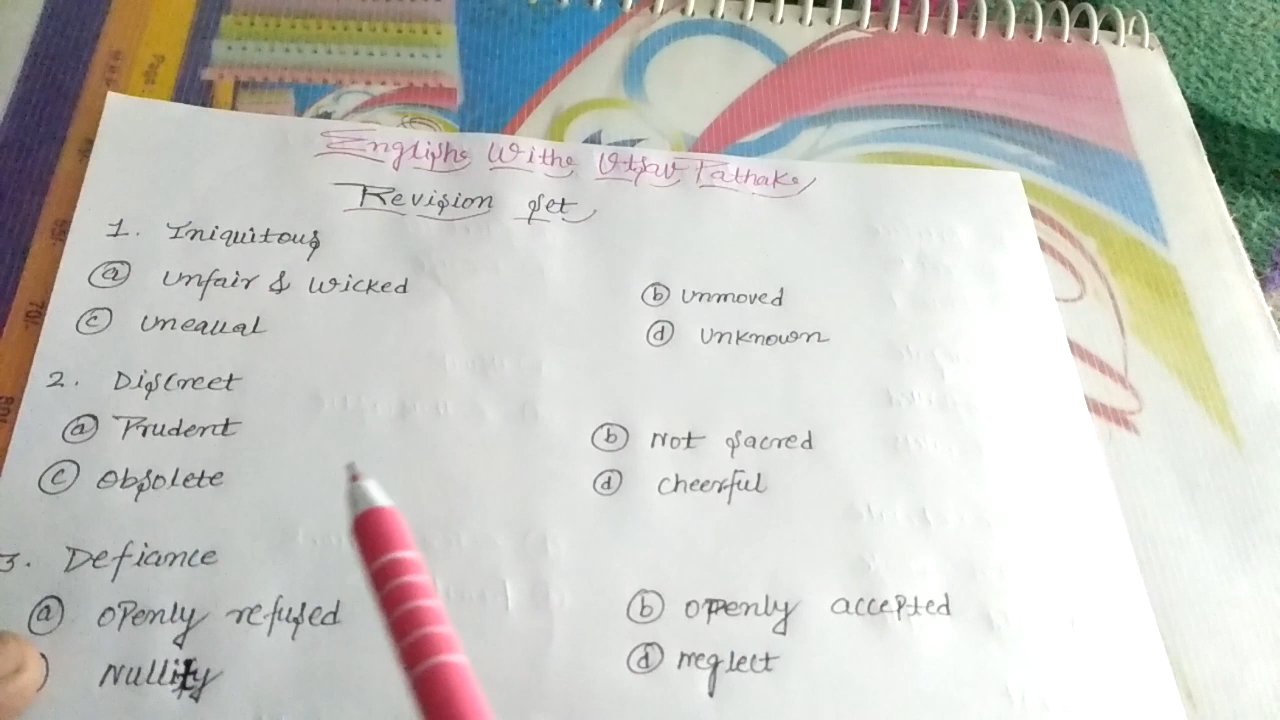 English With Utsav Pathak
Revision set
1. Iniquitous
(a) unfair & wicked (b) unmoved
(c) unequal (d) unknown
2. Discreet
(a) Prudent (b) Not sacred
(c) obsolete (d) cheerful
3. Defiance
(a) openly refused (b) openly accepted
) Nullify (d) neglect